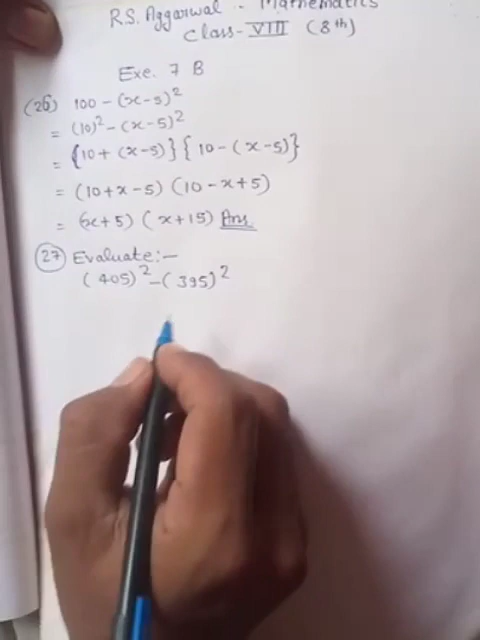 R.S. Aggarwal - Mathematics
Class-VIII (8th)
Exe. 7 B
(26) 100 - (x-5)²
= (10)² - (x-5)²
= {10+ (x-5)} {10 - (x-5)}
= (10+x-5) (10-x+5)
= (x+5) (x+15) Ans.
(27) Evaluate:-
(405)² - (395)²